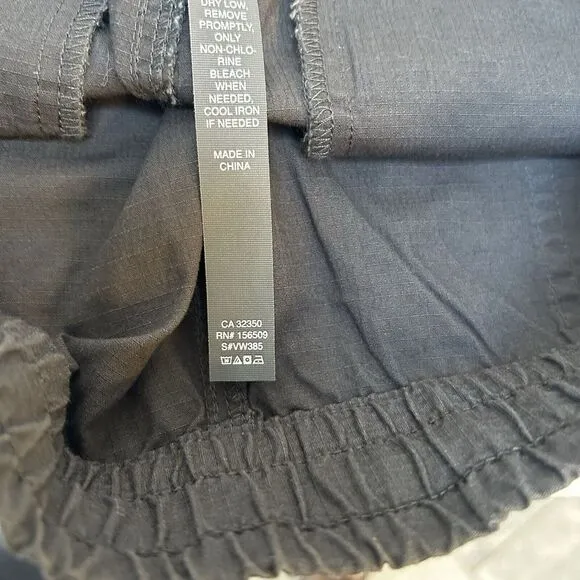 DRY LOW,
REMOVE
PROMPTLY,
ONLY
NON-CHLO-
RINE
BLEACH
WHEN
NEEDED,
COOL IRON
IF NEEDED
MADE IN
CHINA
CA 32350
RN# 156509
S#VW385